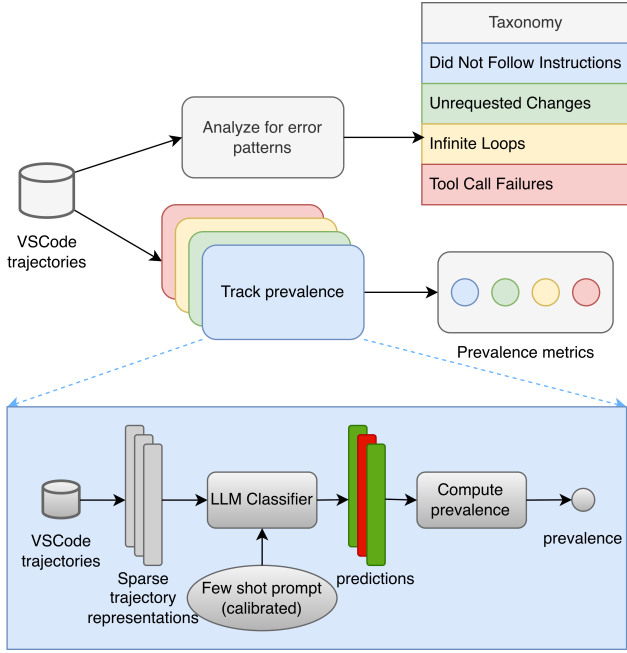 Taxonomy
Did Not Follow Instructions
Unrequested Changes
Infinite Loops
Tool Call Failures
Analyze for error
patterns
VSCode
trajectories
Track prevalence
Prevalence metrics
VSCode
trajectories
Sparse
trajectory
representations
LLM Classifier
Few shot prompt
(calibrated)
predictions
Compute
prevalence
prevalence